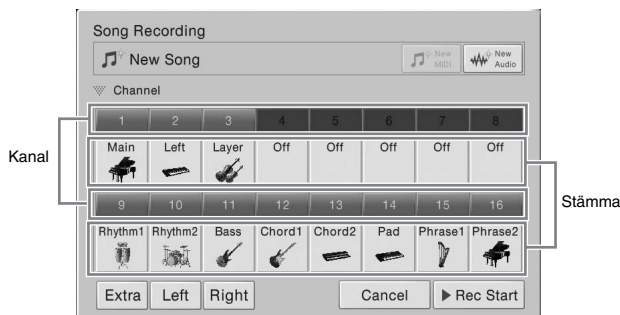 Song Recording
New Song
New MIDI
New Audio
Channel
1 2 3 4 5 6 7 8
Kanal
Main Left Layer Off Off Off Off Off
9 10 11 12 13 14 15 16
Stämma
Rhythm1 Rhythm2 Bass Chord1 Chord2 Pad Phrase1 Phrase2
Extra Left Right Cancel Rec Start